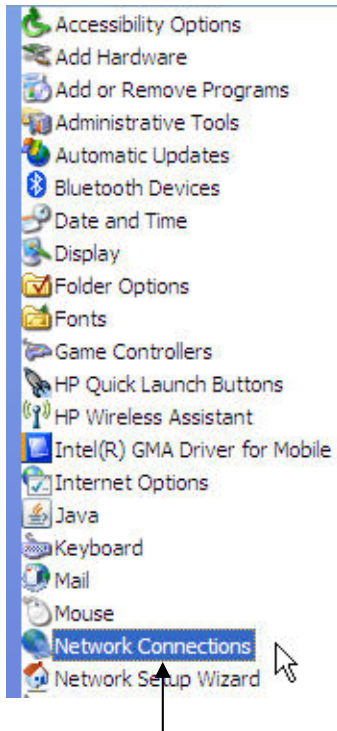 Accessibility Options
Add Hardware
Add or Remove Programs
Administrative Tools
Automatic Updates
Bluetooth Devices
Date and Time
Display
Folder Options
Fonts
Game Controllers
HP Quick Launch Buttons
HP Wireless Assistant
Intel(R) GMA Driver for Mobile
Internet Options
Java
Keyboard
Mail
Mouse
Network Connections
Network Setup Wizard